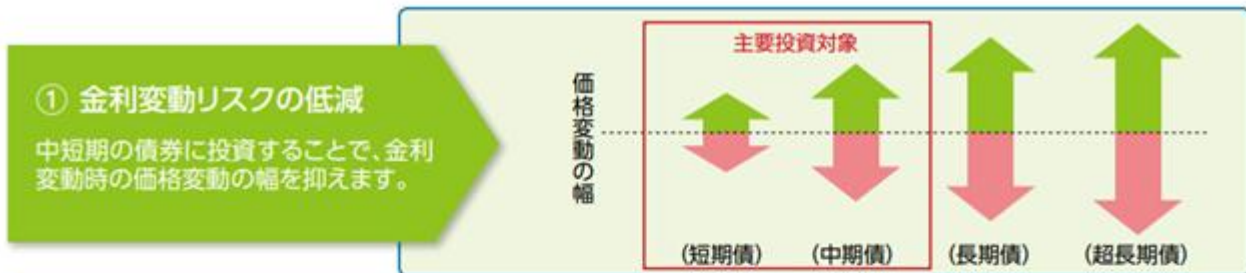 ① 金利変動リスクの低減
中短期の債券に投資することで、金利
変動時の価格変動の幅を抑えます。
主要投資対象
価格変動の幅
(短期債)
(中期債)
(長期債)
(超長期債)